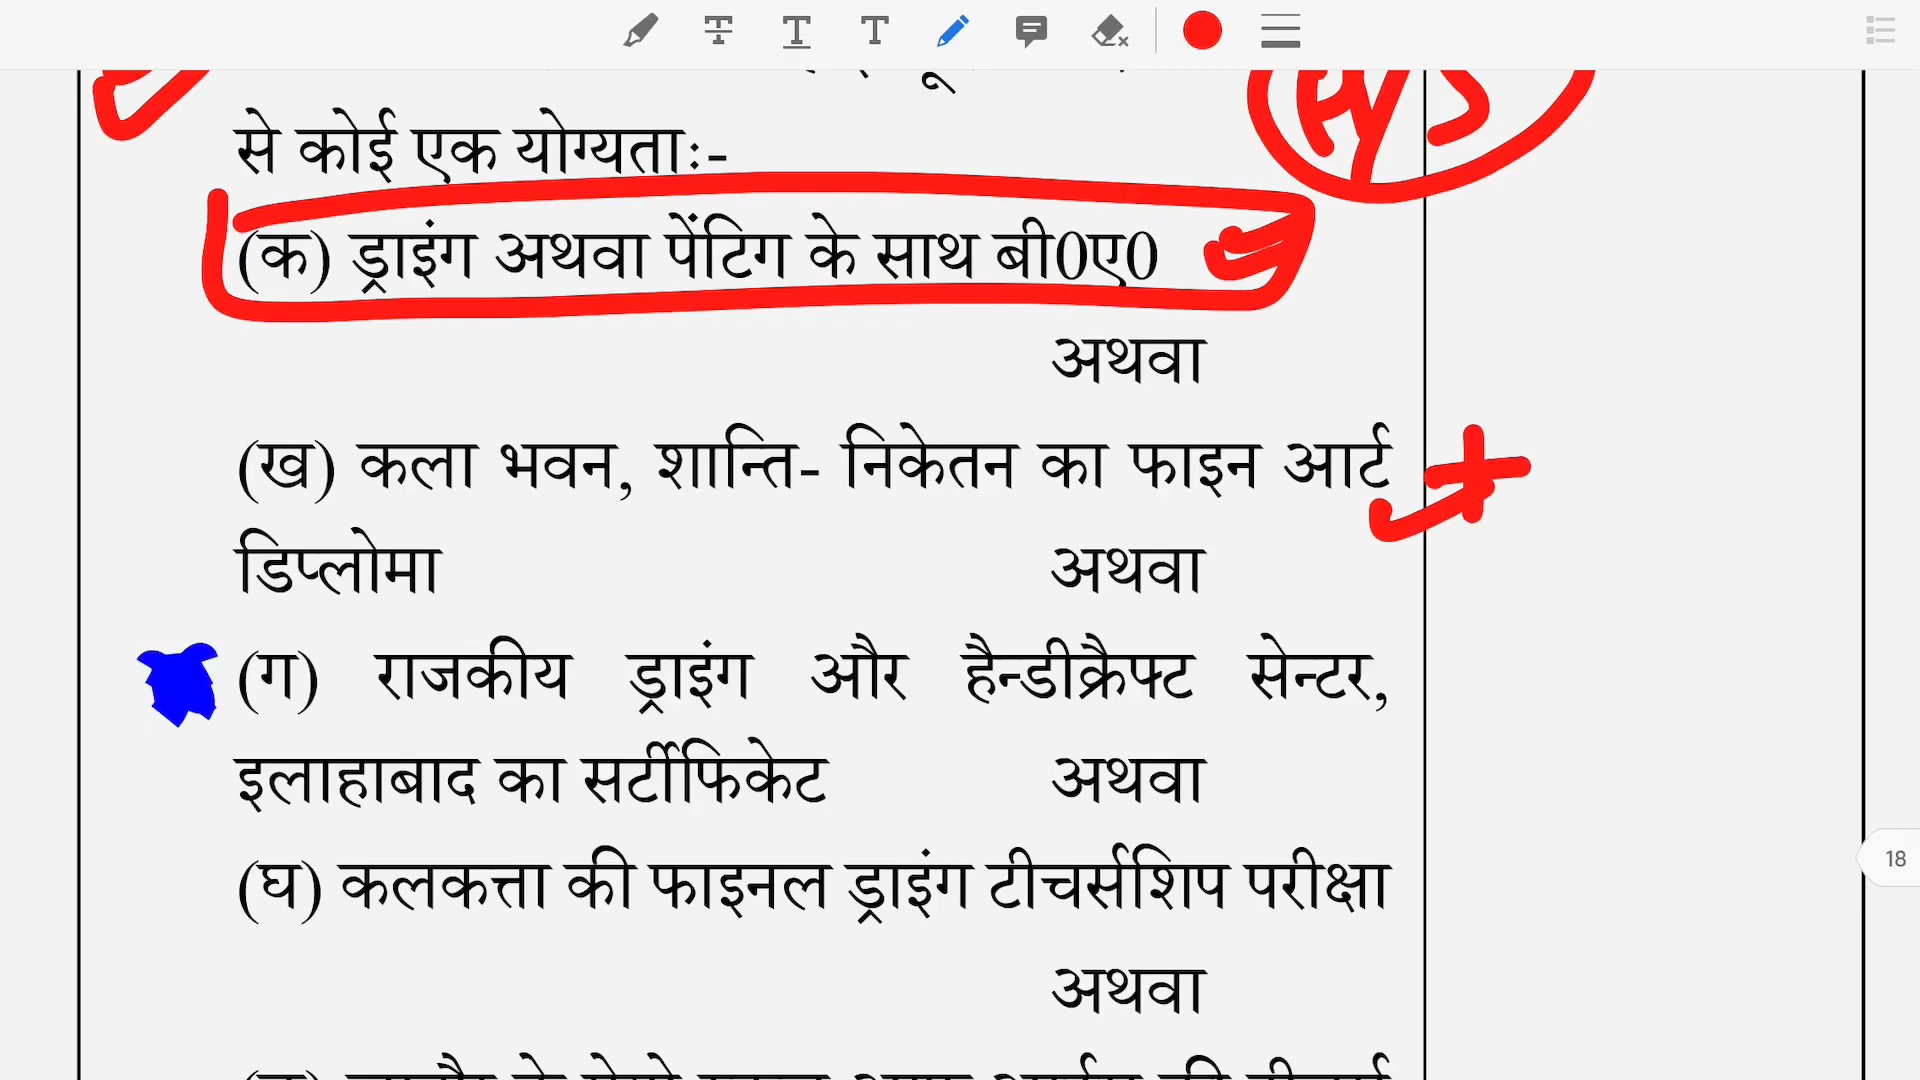 से कोई एक योग्यताः-
(क) ड्राइंग अथवा पेंटिग के साथ बी0ए0
अथवा
(ख) कला भवन, शान्ति- निकेतन का फाइन आर्ट
डिप्लोमा अथवा
(ग) राजकीय ड्राइंग और हैन्डीक्रैफ्ट सेन्टर,
इलाहाबाद का सर्टीफिकेट अथवा
(घ) कलकत्ता की फाइनल ड्राइंग टीचर्सशिप परीक्षा
अथवा
18